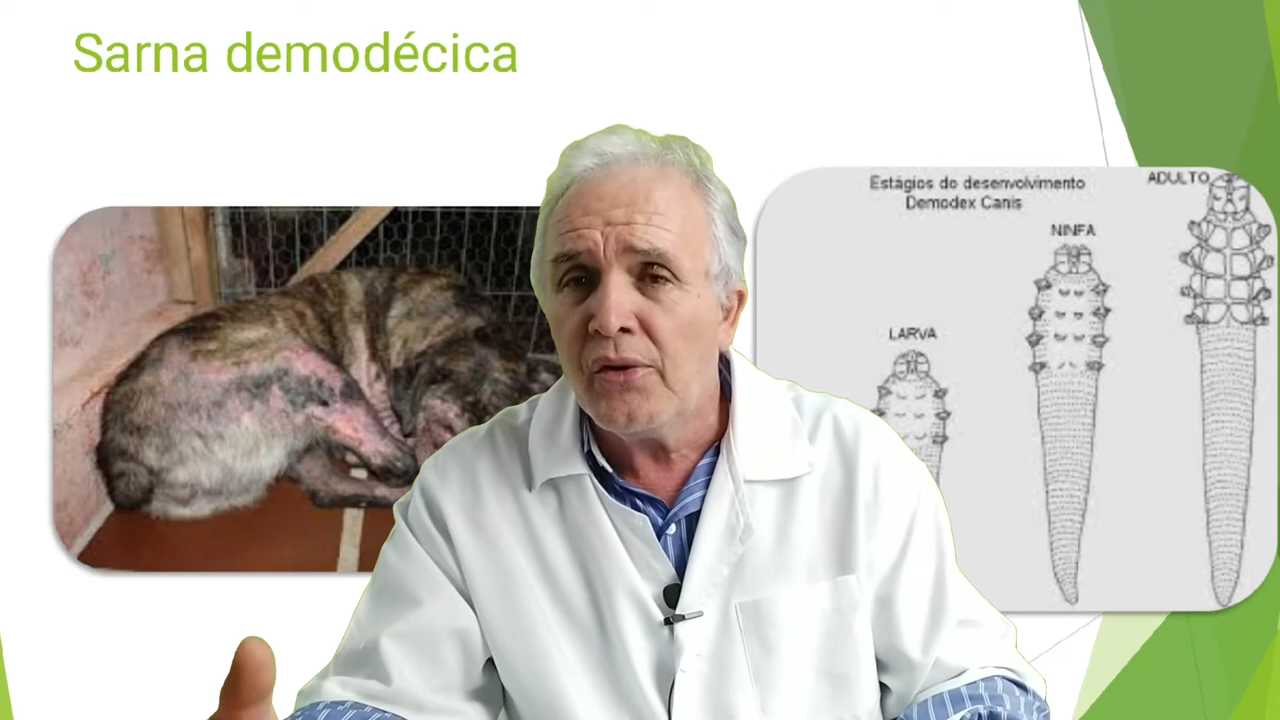 Sarna demodécica
Estágios do desenvolvimento
Demodex Canis
ADULTO
NINFA
LARVA